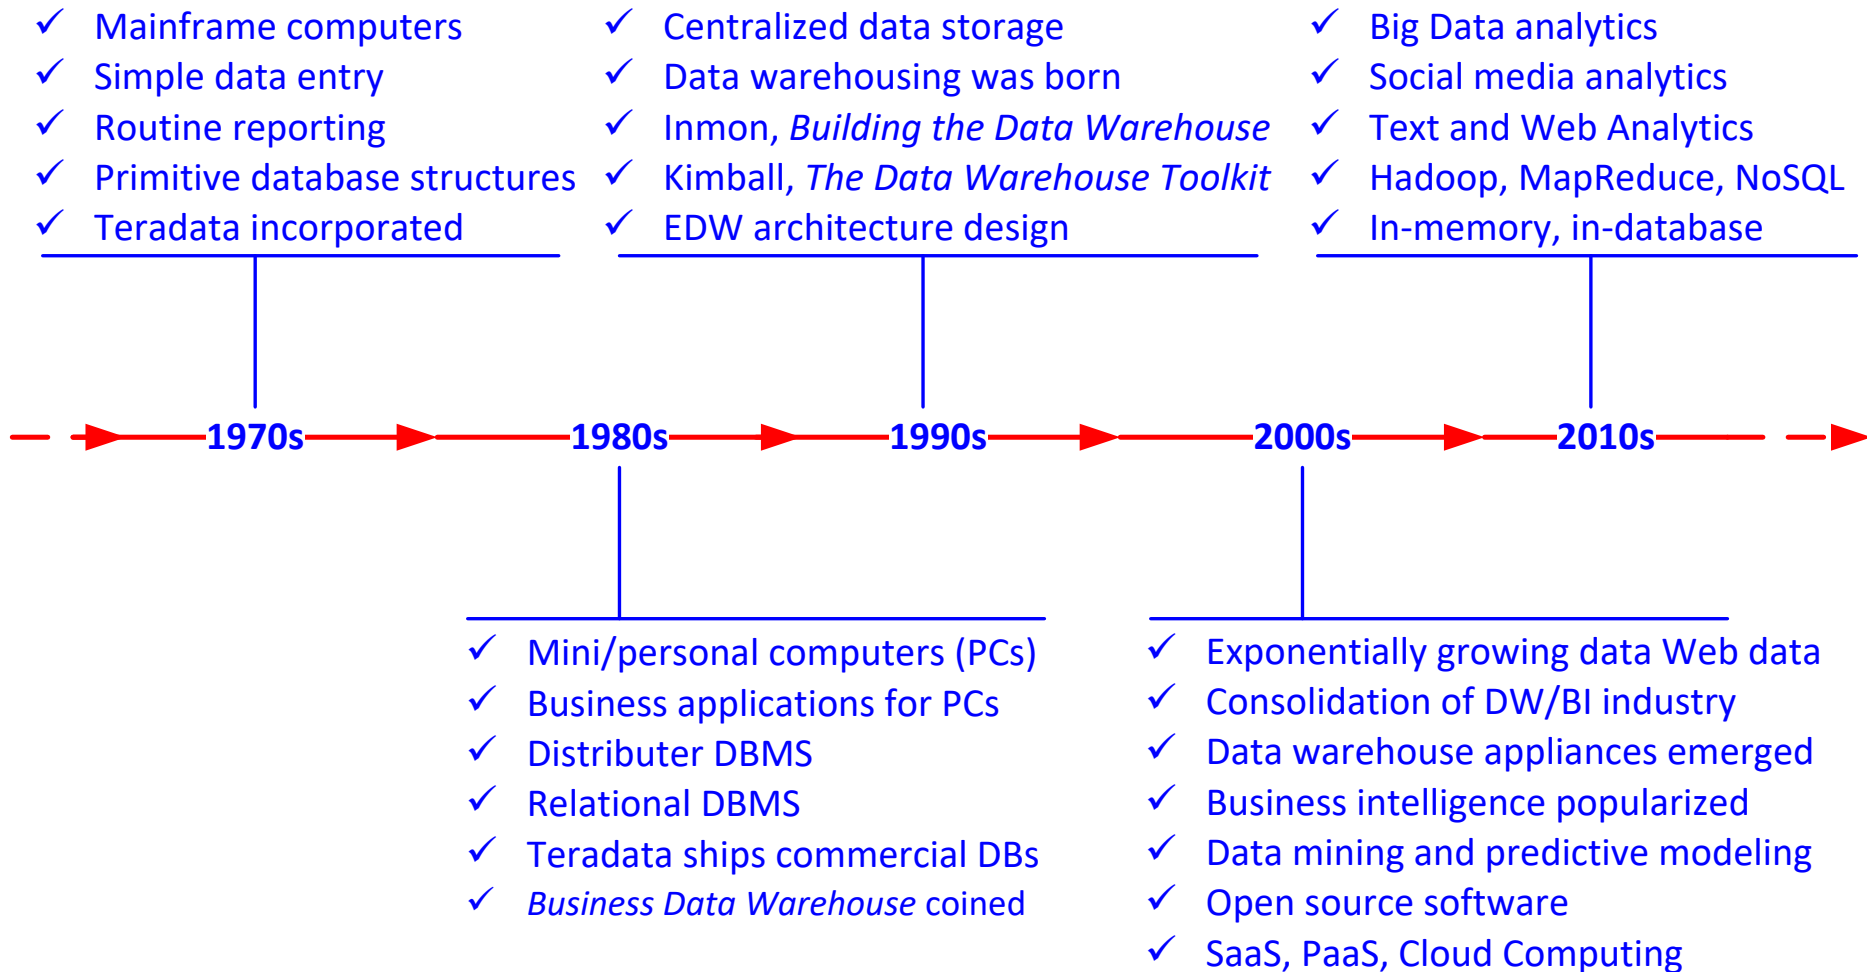 ✓ Mainframe computers
✓ Simple data entry
✓ Routine reporting
✓ Primitive database structures
✓ Teradata incorporated
✓ Centralized data storage
✓ Data warehousing was born
✓ Inmon, Building the Data Warehouse
✓ Kimball, The Data Warehouse Toolkit
✓ EDW architecture design
✓ Big Data analytics
✓ Social media analytics
✓ Text and Web Analytics
✓ Hadoop, MapReduce, NoSQL
✓ In-memory, in-database
1970s 1980s 1990s 2000s 2010s
✓ Mini/personal computers (PCs)
✓ Business applications for PCs
✓ Distributer DBMS
✓ Relational DBMS
✓ Teradata ships commercial DBs
✓ Business Data Warehouse coined
✓ Exponentially growing data Web data
✓ Consolidation of DW/BI industry
✓ Data warehouse appliances emerged
✓ Business intelligence popularized
✓ Data mining and predictive modeling
✓ Open source software
✓ SaaS, PaaS, Cloud Computing